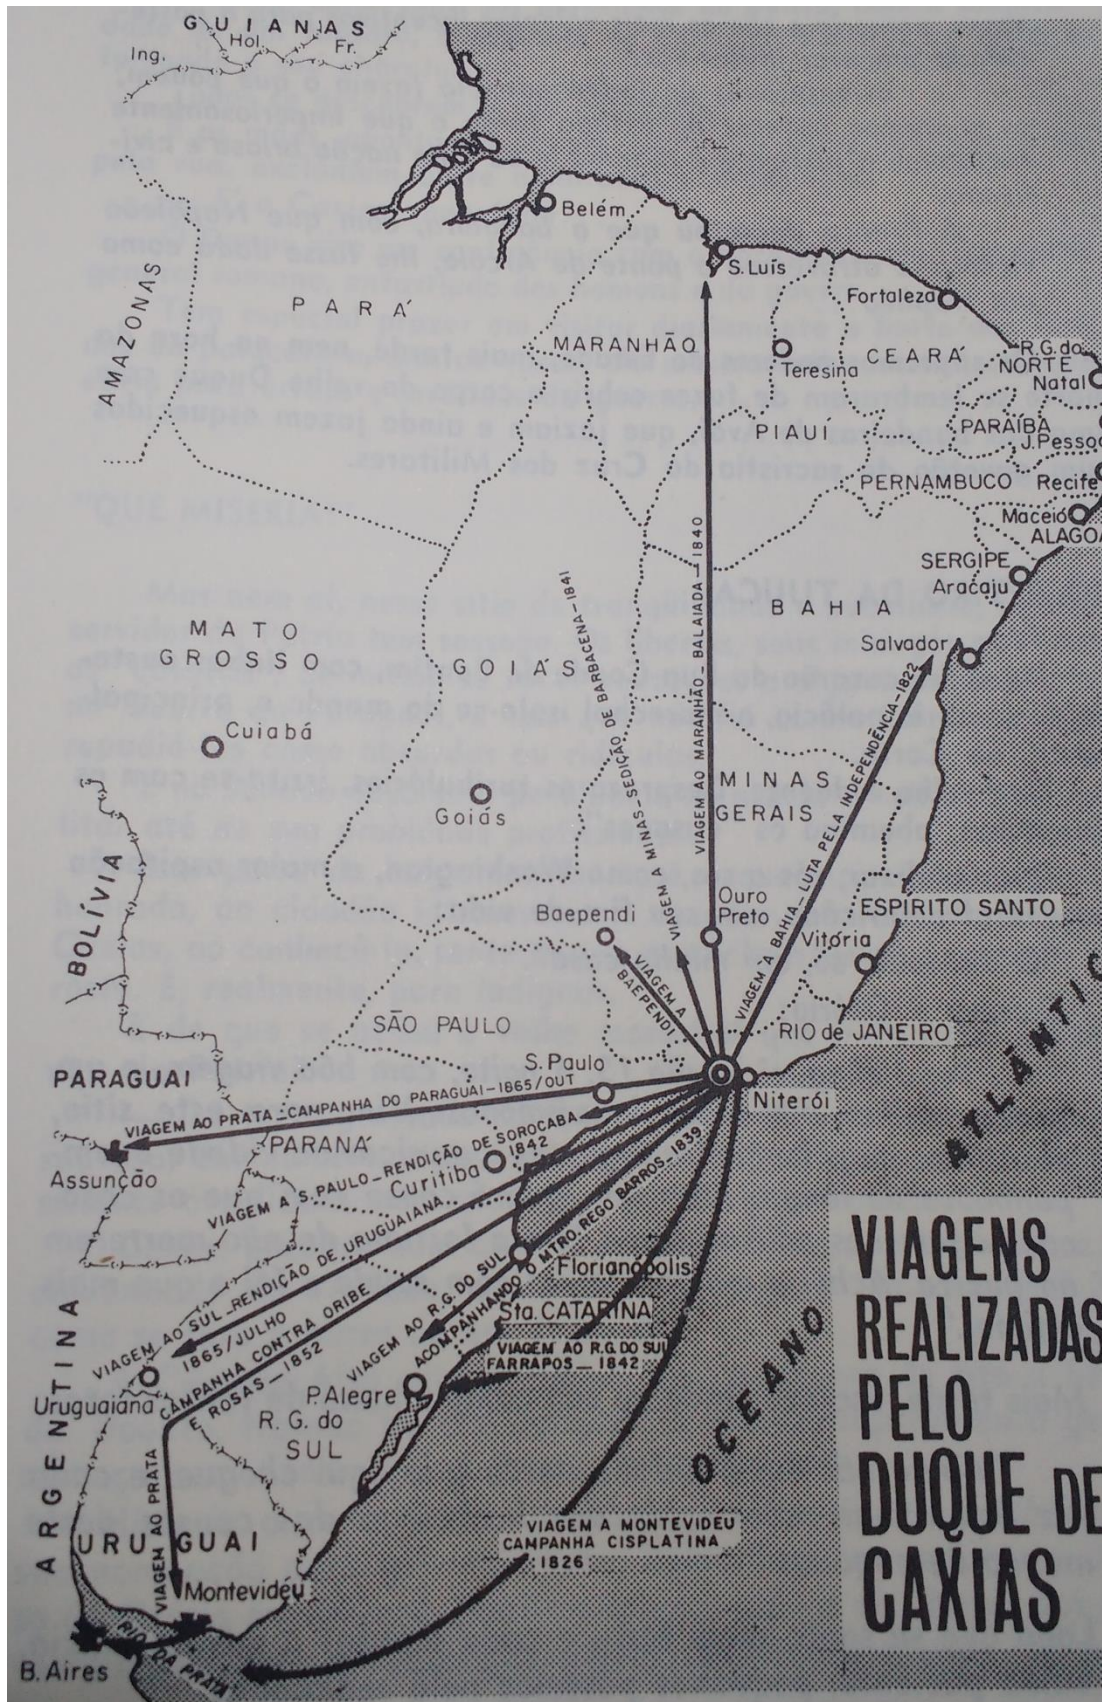 GUIANAS
Ing.
Hol.
Fr.
Belém
S. Luís
Fortaleza
AMAZONAS
PARÁ
MARANHÃO
Teresina
CEARÁ
R.G.do
NORTE
Natal
PIAUI
PARAÍBA
J.Pesso
PERNAMBUCO
Recife
Maceió
ALAGOA
SERGIPE
Aracaju
BAHIA
Salvador
MATO
GROSSO
GOIÁS
VIAGEM A MINAS-SEDIÇÃO DE BARBACENA-1841
VIAGEM AO MARANHÃO-BALAIADA-1840
VIAGEM À BAHIA-LUTA PELA INDEPENDÊNCIA-1822
Cuiabá
Goiás
MINAS
GERAIS
BOLÍVIA
Baependi
Ouro
Preto
ESPÍRITO SANTO
Vitória
VIAGEM A
BAEPENDI
SÃO PAULO
RIO de JANEIRO
S. Paulo
Niterói
PARAGUAI
VIAGEM AO PRATA-CAMPANHA DO PARAGUAI-1865/OUT
Assunção
PARANÁ
VIAGEM A S. PAULO-RENDIÇÃO DE SOROCABA
1842
Curitiba
VIAGEM AO SUL-RENDIÇÃO DE URUGUAIANA
1865/JULHO
CAMPANHA CONTRA ORIBE
E ROSAS-1852
VIAGEM AO R.G.DO SUL
ACOMPANHANDO O MTRO.REGO BARROS-1839
Florianópolis
Sta. CATARINA
VIAGEM AO R.G. DO SUL
FARRAPOS-1842
Uruguaiana
P.Alegre
R. G. do
SUL
ARGENTINA
VIAGEM AO PRATA
URUGUAI
Montevidéu
VIAGEM A MONTEVIDEU
CAMPANHA CISPLATINA
1826
B. Aires
RIO DA PRATA
OCEANO
ATLÂNTIC
VIAGENS
REALIZADAS
PELO
DUQUE DE
CAXIAS